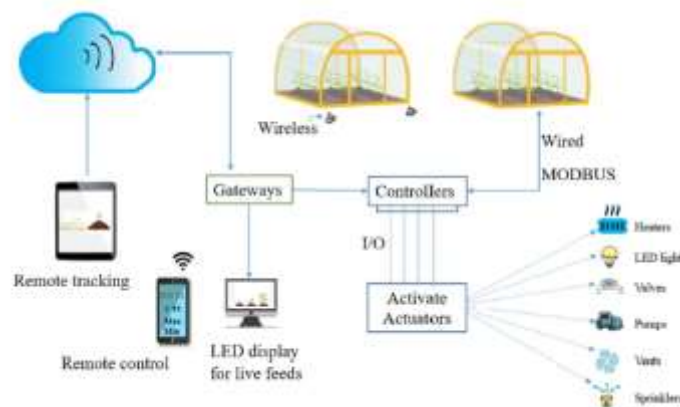 Wireless
Wired
MODBUS
Gateways
Controllers
I/O
Heaters
LED light
Remote tracking
Valves
Activate
Actuators
Pumps
Remote control
LED display
for live feeds
Vents
Sprinklers